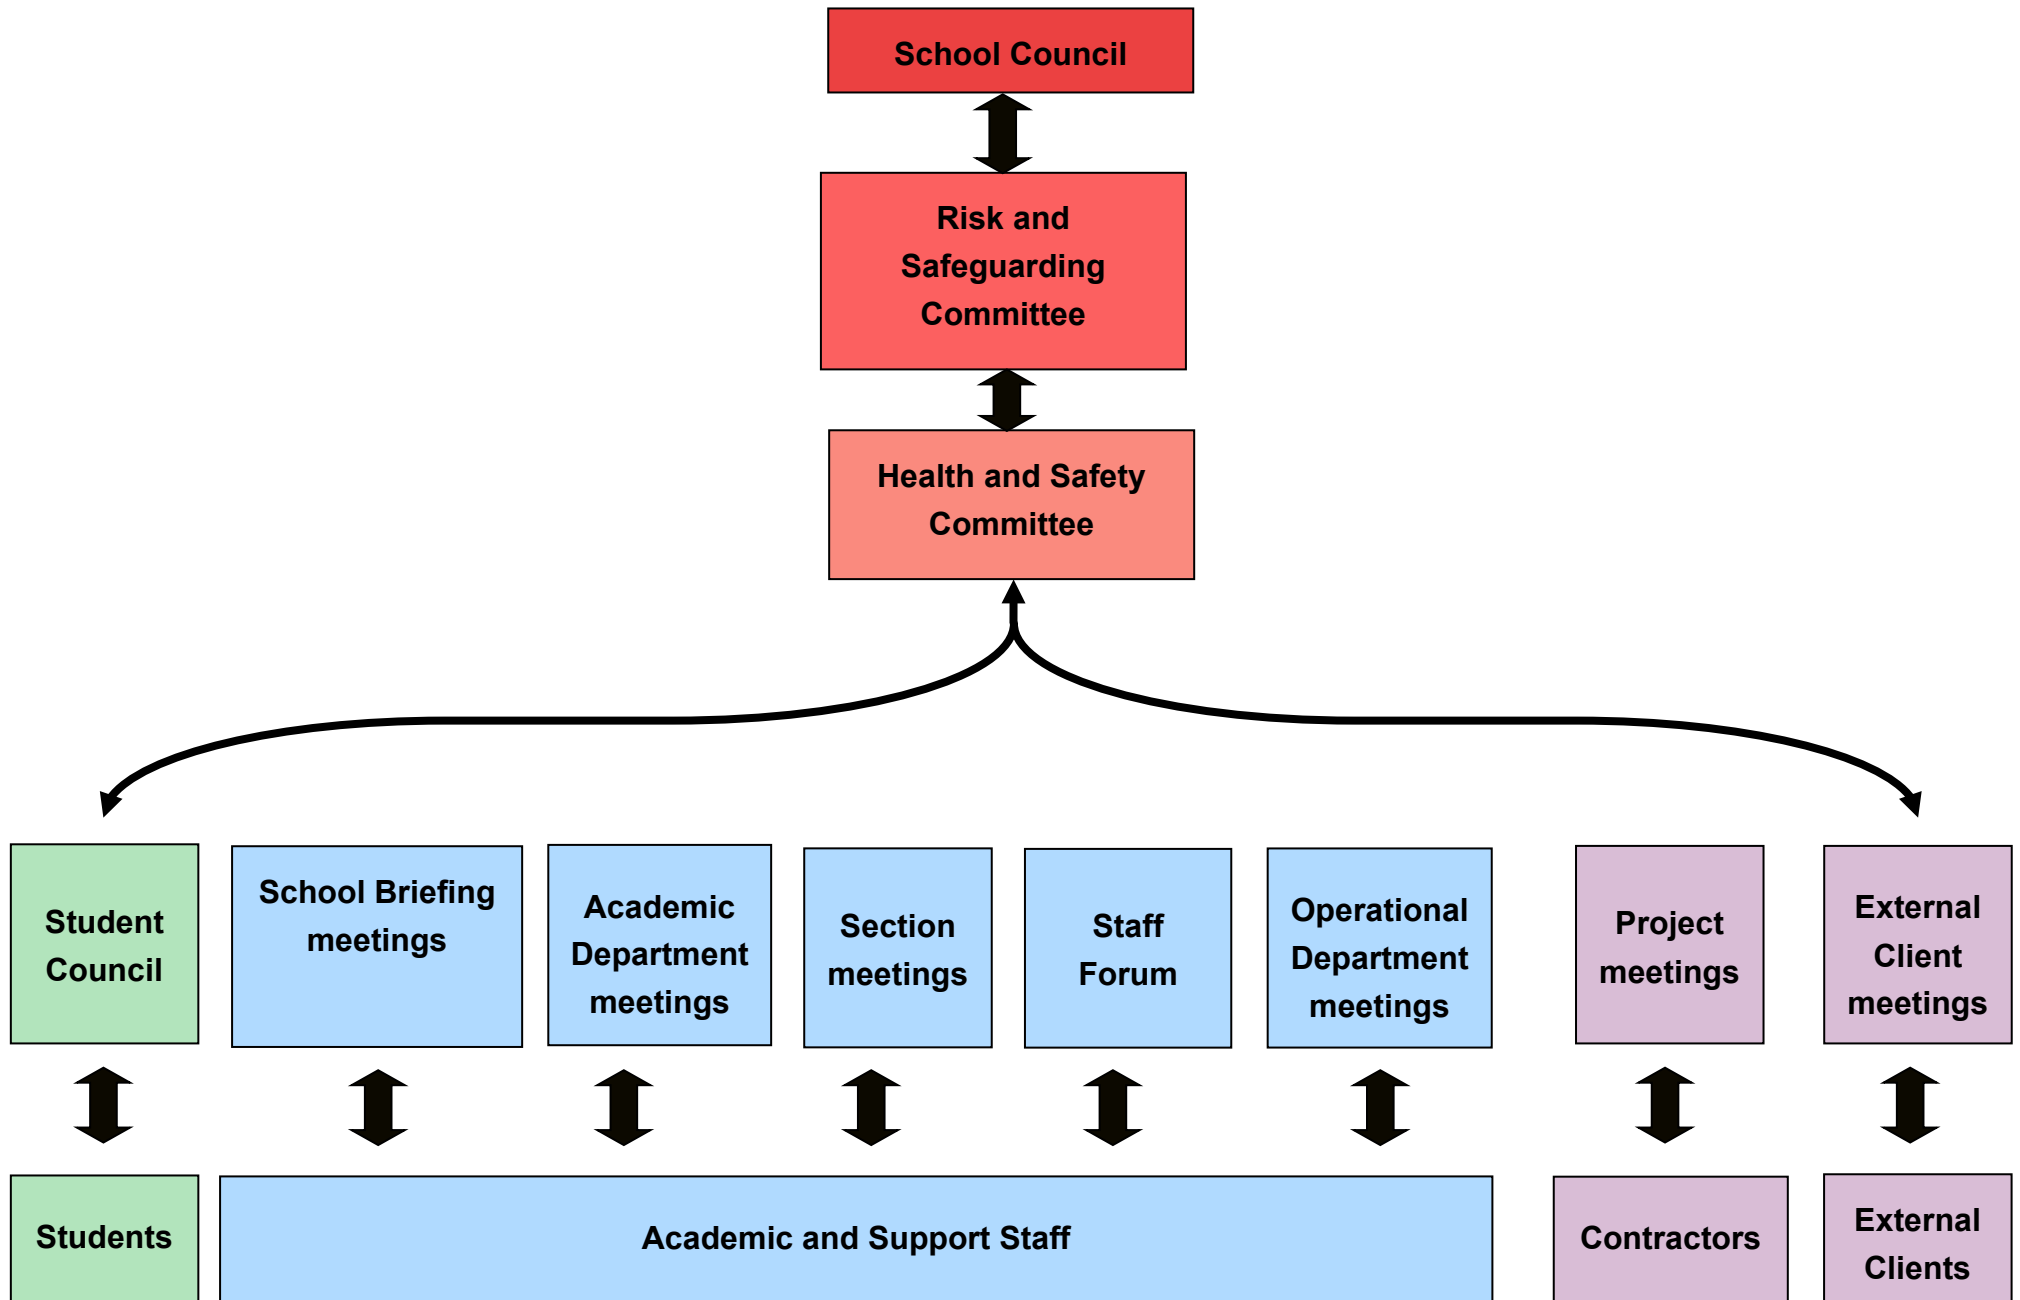 School Council
Risk and
Safeguarding
Committee
Health and Safety
Committee
Student
Council
School Briefing
meetings
Academic
Department
meetings
Section
meetings
Staff
Forum
Operational
Department
meetings
Project
meetings
External
Client
meetings
Students
Academic and Support Staff
Contractors
External
Clients